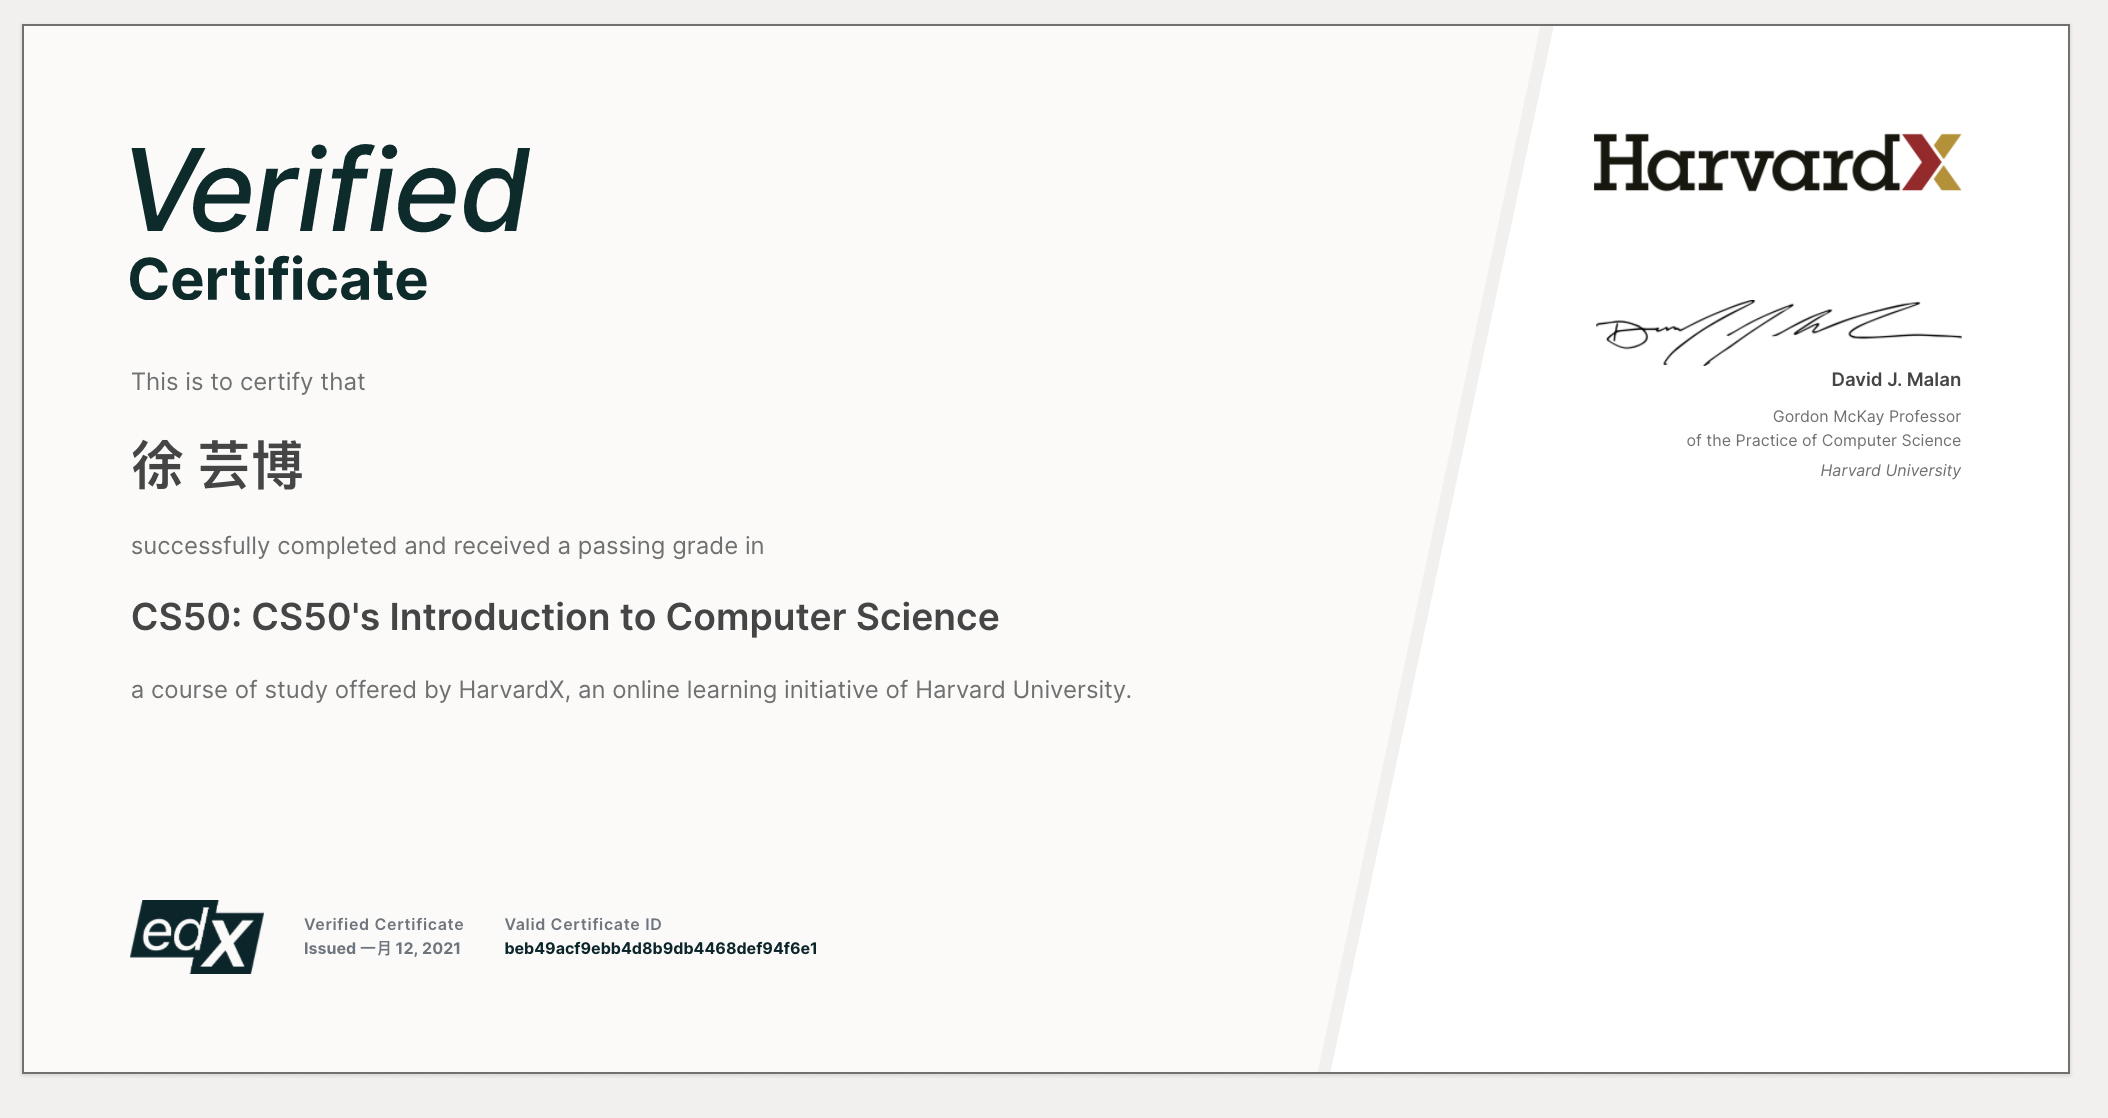 Verified
Certificate
This is to certify that
徐 芸博
successfully completed and received a passing grade in
CS50: CS50's Introduction to Computer Science
a course of study offered by HarvardX, an online learning initiative of Harvard University.
edX
Verified Certificate
Issued 一月 12, 2021
Valid Certificate ID
beb49acf9ebb4d8b9db4468def94f6e1
HarvardX
David J. Malan
Gordon McKay Professor
of the Practice of Computer Science
Harvard University